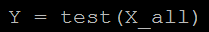 Y = test(X_all)